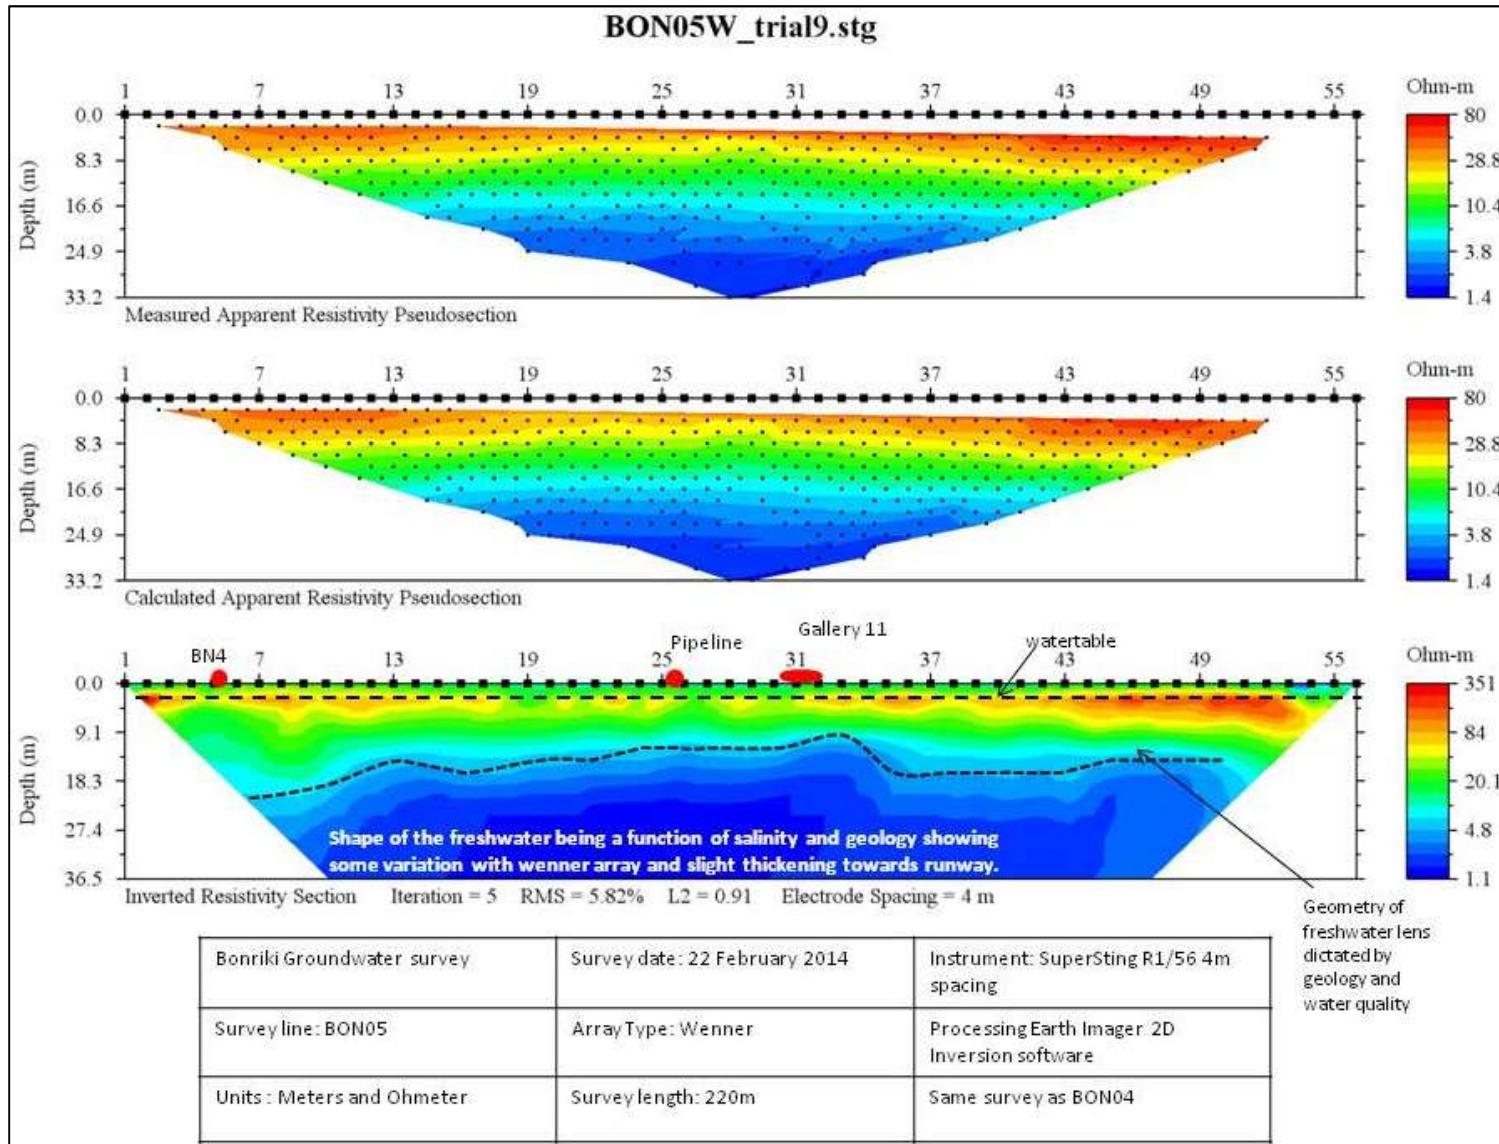 BON05W_trial9.stg
1 7 13 19 25 31 37 43 49 55
Ohm-m
0.0
8.3
16.6
24.9
33.2
Depth (m)
80
28.8
10.4
3.8
1.4
Measured Apparent Resistivity Pseudosection
1 7 13 19 25 31 37 43 49 55
Ohm-m
0.0
8.3
16.6
24.9
33.2
Depth (m)
80
28.8
10.4
3.8
1.4
Calculated Apparent Resistivity Pseudosection
BN4
Pipeline
Gallery 11
watertable
1 7 13 19 25 31 37 43 49 55
Ohm-m
0.0
9.1
18.3
27.4
36.5
Depth (m)
351
84
20.1
4.8
1.1
Shape of the freshwater being a function of salinity and geology showing
some variation with wenner array and slight thickening towards runway.
Inverted Resistivity Section Iteration = 5 RMS = 5.82% L2 = 0.91 Electrode Spacing = 4 m
Geometry of
freshwater lens
dictated by
geology and
water quality
Bonriki Groundwater survey
Survey date: 22 February 2014
Instrument: SuperSting R1/56 4m
spacing
Survey line: BON05
Array Type: Wenner
Processing Earth Imager 2D
Inversion software
Units : Meters and Ohmeter
Survey length: 220m
Same survey as BON04